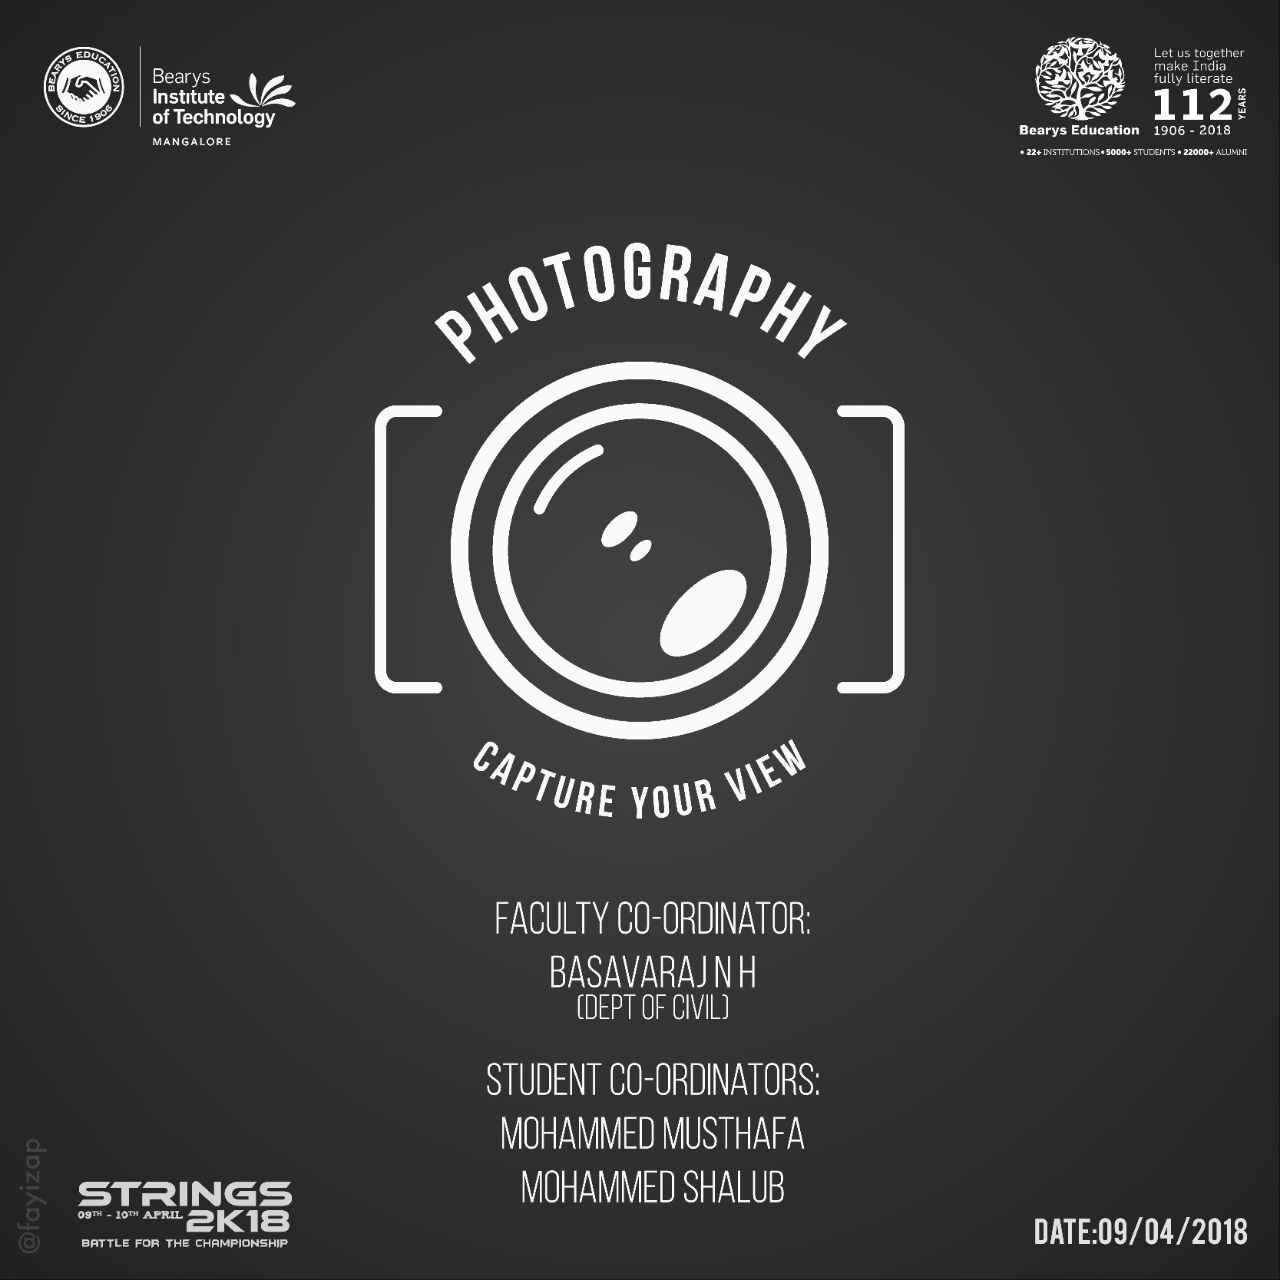 BEARYS EDUCATION
SINCE 1906
Bearys
Institute
of Technology
MANGALORE
Bearys Education
Let us together
make India
fully literate
112 YEARS
1906 - 2018
• 22+ INSTITUTIONS • 5000+ STUDENTS • 22000+ ALUMNI
PHOTOGRAPHY
CAPTURE YOUR VIEW
FACULTY CO-ORDINATOR:
BASAVARAJ N H
(DEPT OF CIVIL)
STUDENT CO-ORDINATORS:
MOHAMMED MUSTHAFA
MOHAMMED SHALUB
@fayizap
STRINGS
09TH - 10TH APRIL 2K18
BATTLE FOR THE CHAMPIONSHIP
DATE:09/04/2018